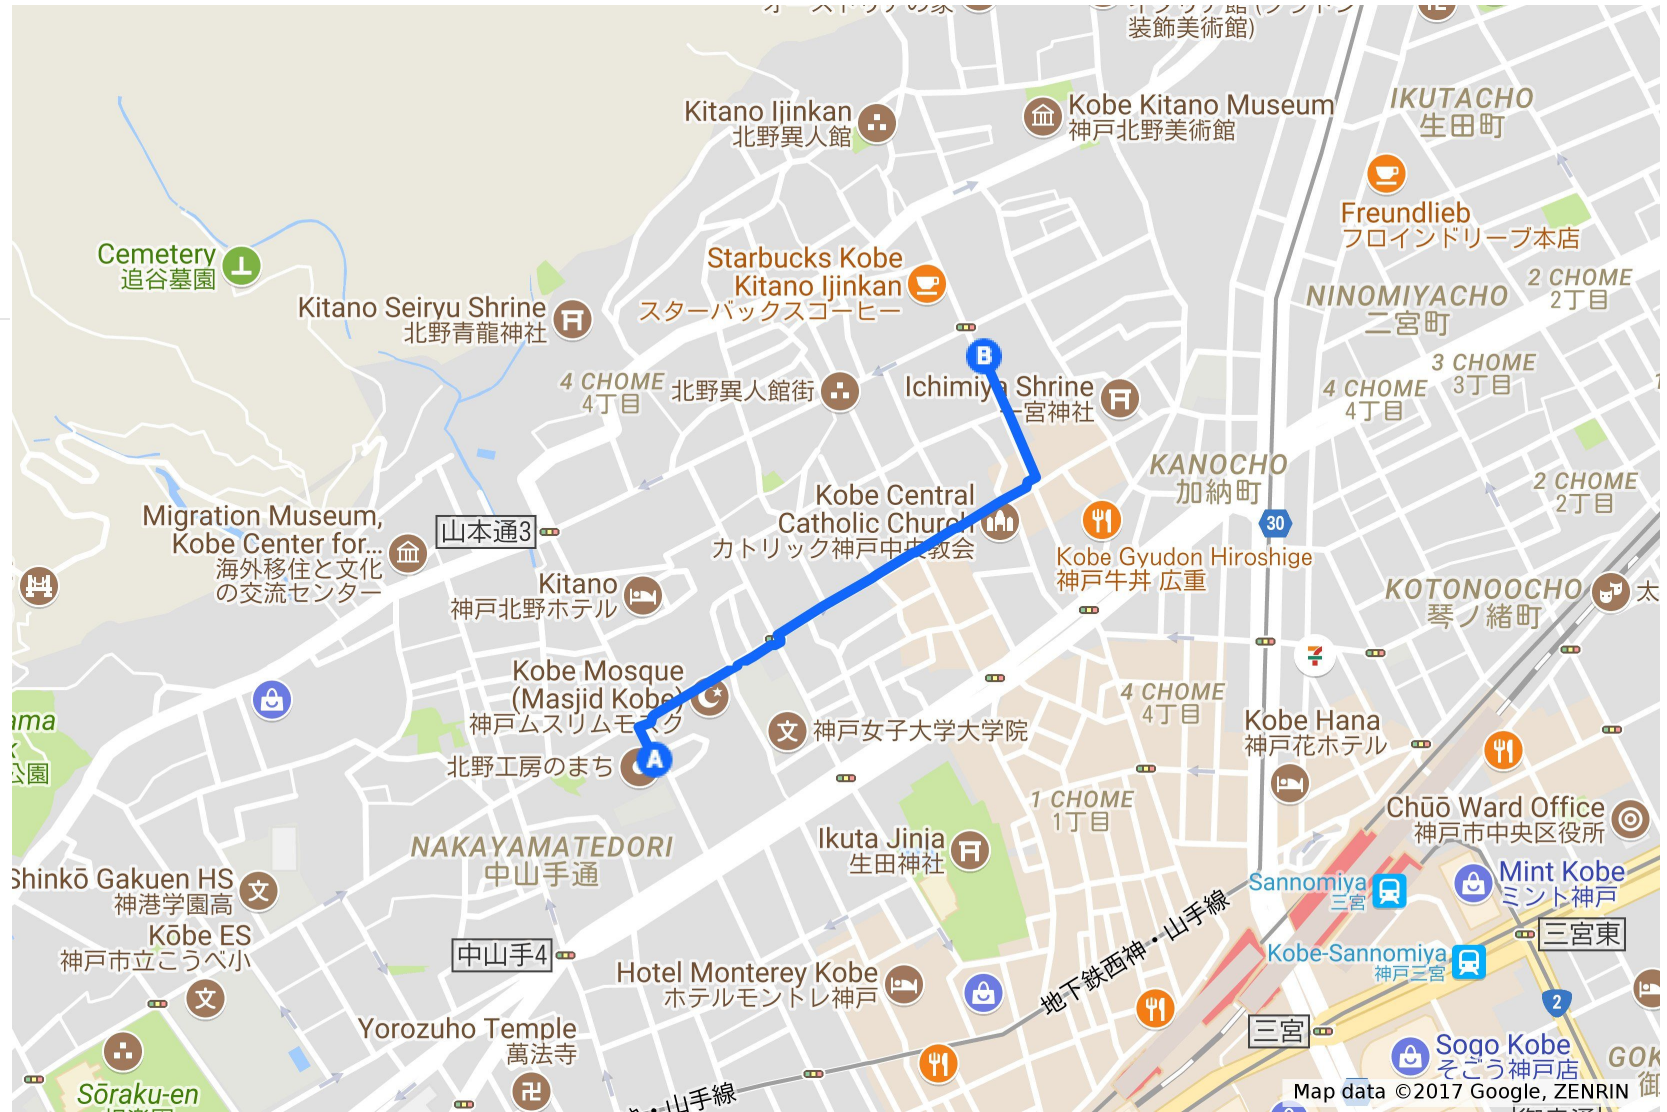 装飾美術館)
Kitano Ijinkan
北野異人館
Kobe Kitano Museum
神戸北野美術館
IKUTACHO
生田町
Freundlieb
フロインドリーブ本店
Cemetery
追谷墓園
Starbucks Kobe
Kitano Ijinkan
スターバックスコーヒー
2 CHOME
2丁目
NINOMIYACHO
二宮町
Kitano Seiryu Shrine
北野青龍神社
B
3 CHOME
3丁目
4 CHOME
4丁目
北野異人館街
Ichimiya Shrine
一宮神社
4 CHOME
4丁目
KANOCHO
加納町
2 CHOME
2丁目
Kobe Central
Catholic Church
カトリック神戸中央教会
30
Migration Museum,
Kobe Center for...
海外移住と文化
の交流センター
山本通3
Kobe Gyudon Hiroshige
神戸牛丼 広重
Kitano
神戸北野ホテル
KOTONOOCHO
琴ノ緒町
太
7
Kobe Mosque
(Masjid Kobe)
神戸ムスリムモスク
4 CHOME
4丁目
ama
公園
文
神戸女子大学大学院
Kobe Hana
神戸花ホテル
北野工房のまち
A
1 CHOME
1丁目
Chūō Ward Office
神戸市中央区役所
NAKAYAMATEDORI
中山手通
Ikuta Jinja
生田神社
Shinkō Gakuen HS
神港学園高
文
Sannomiya
三宮
Mint Kobe
ミント神戸
Kōbe ES
神戸市立こうべ小
文
中山手4
地下鉄西神・山手線
三宮東
Kobe-Sannomiya
神戸三宮
Hotel Monterey Kobe
ホテルモントレ神戸
2
Yorozuho Temple
萬法寺
卍
三宮
Sogo Kobe
そごう神戸店
GOK
御
Sōraku-en
・山手線
Map data ©2017 Google, ZENRIN